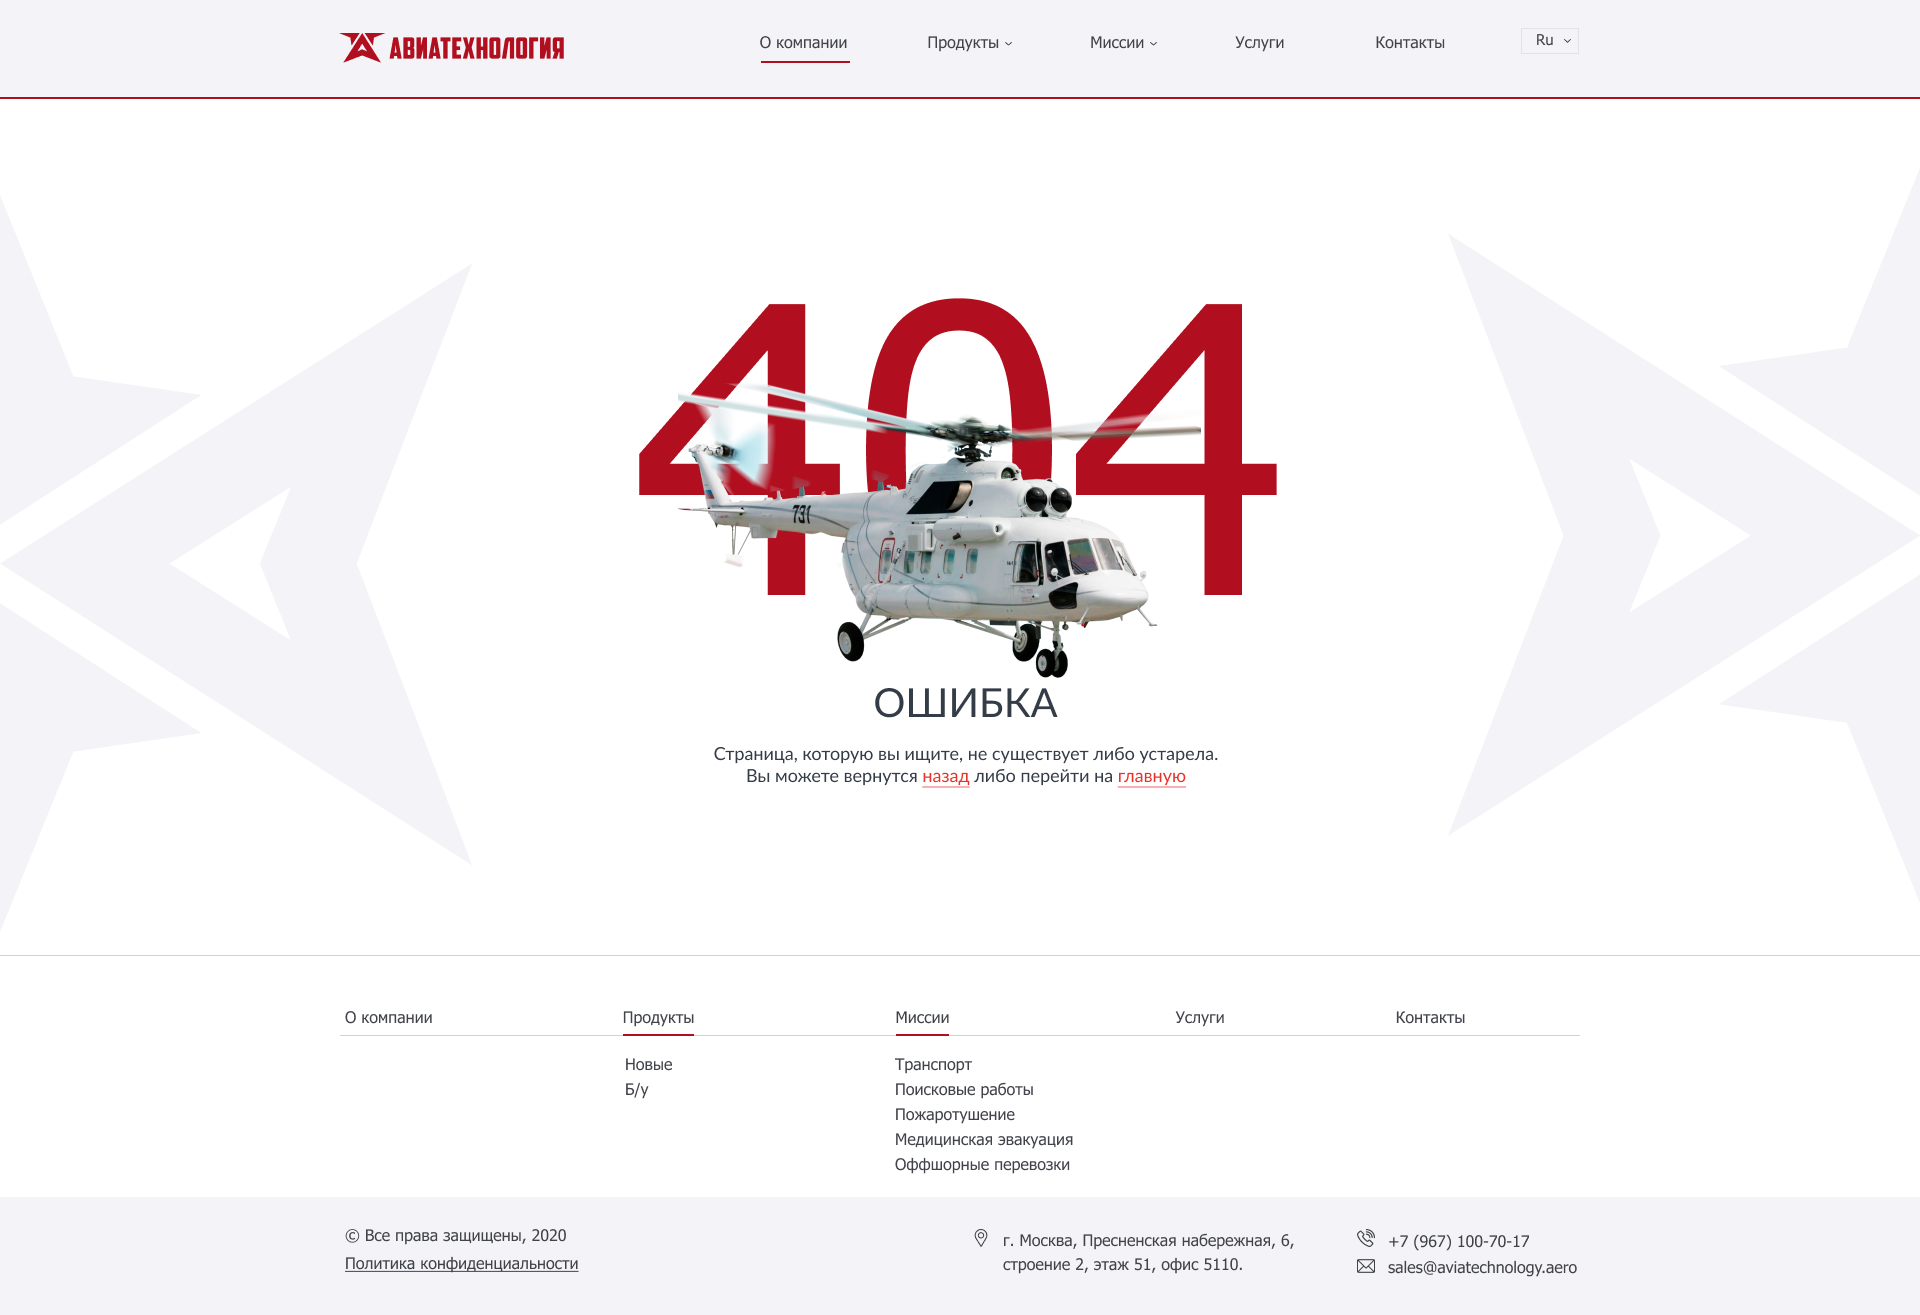 АВИАТЕХНОЛОГИЯ
О компании
Продукты
Миссии
Услуги
Контакты
Ru
404
731
ОШИБКА
Страница, которую вы ищите, не существует либо устарела.
Вы можете вернутся назад либо перейти на главную
О компании
Продукты
Миссии
Услуги
Контакты
Новые
Б/у
Транспорт
Поисковые работы
Пожаротушение
Медицинская эвакуация
Оффшорные перевозки
© Все права защищены, 2020
Политика конфиденциальности
г. Москва, Пресненская набережная, 6,
строение 2, этаж 51, офис 5110.
+7 (967) 100-70-17
sales@aviatechnology.aero